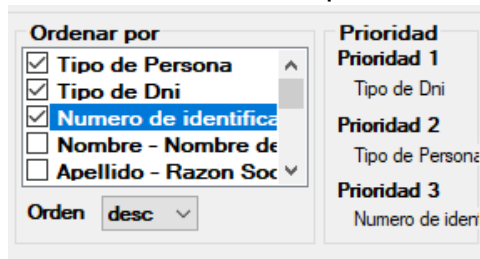 Ordenar por
Tipo de Persona
Tipo de Dni
Numero de identifica
Nombre - Nombre de
Apellido - Razon Soc
Orden desc
Prioridad
Prioridad 1
Tipo de Dni
Prioridad 2
Tipo de Persona
Prioridad 3
Numero de iden